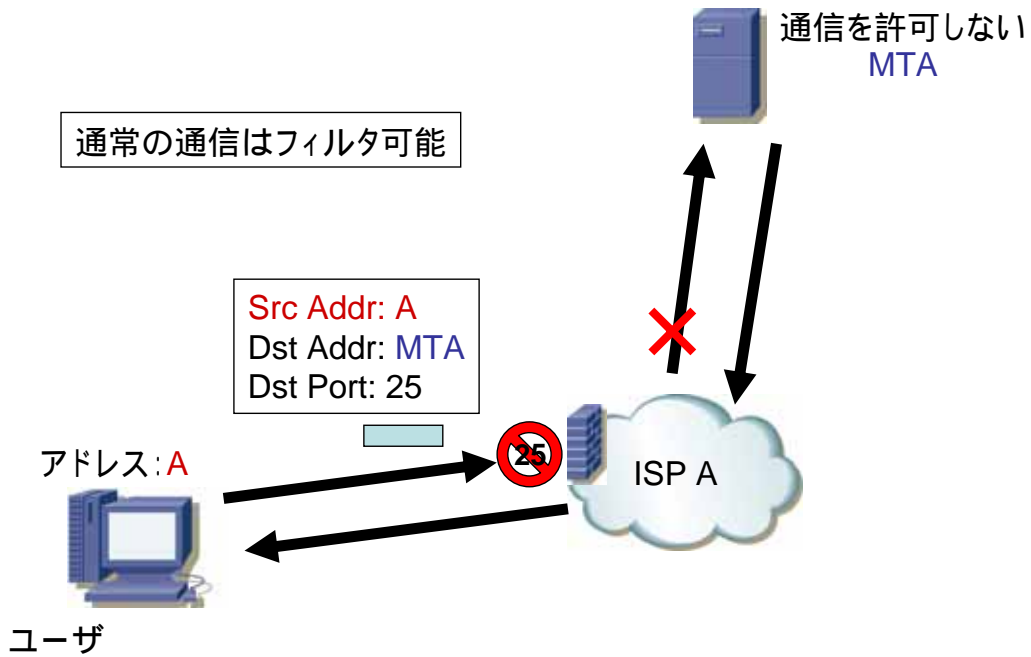 通信を許可しない
MTA
通常の通信はフィルタ可能
Src Addr: A
Dst Addr: MTA
Dst Port: 25
25
ISP A
アドレス:A
ユーザ